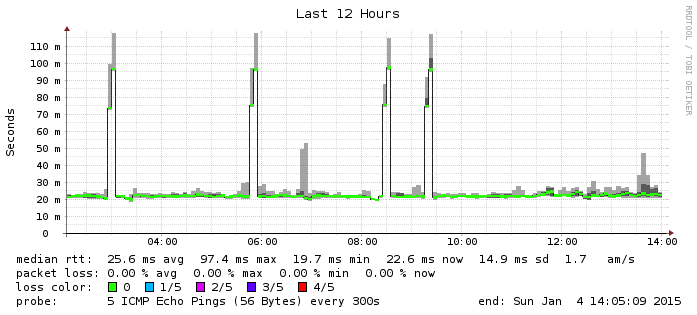 Last 12 Hours
RRDTOOL / TOBI OETIKER
Seconds
110 m
100 m
90 m
80 m
70 m
60 m
50 m
40 m
30 m
20 m
10 m
0
04:00 06:00 08:00 10:00 12:00 14:00
median rtt: 25.6 ms avg 97.4 ms max 19.7 ms min 22.6 ms now 14.9 ms sd 1.7 am/s
packet loss: 0.00 % avg 0.00 % max 0.00 % min 0.00 % now
loss color: 0 1/5 2/5 3/5 4/5
probe: 5 ICMP Echo Pings (56 Bytes) every 300s end: Sun Jan 4 14:05:09 2015